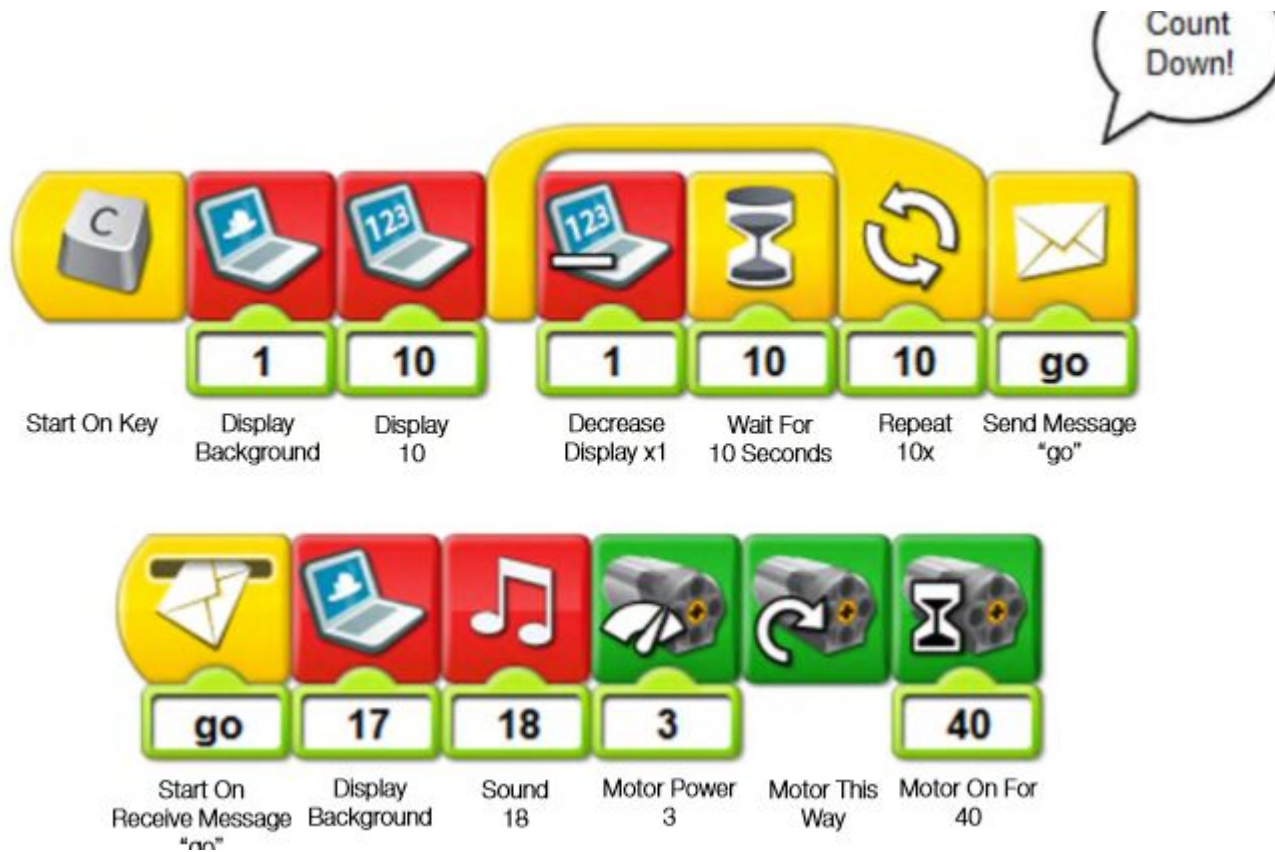 Count
Down!
C
123
123
1
10
1
10
10
go
Start On Key
Display
Background
Display
10
Decrease
Display x1
Wait For
10 Seconds
Repeat
10x
Send Message
“go”
go
17
18
3
40
Start On
Receive Message
“go”
Display
Background
Sound
18
Motor Power
3
Motor This
Way
Motor On For
40